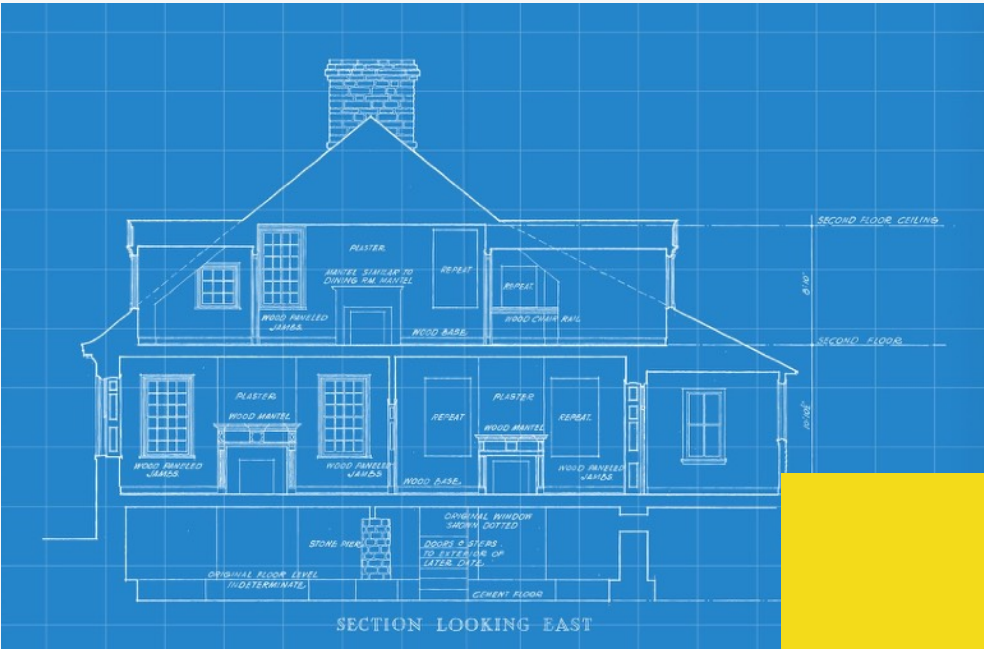 SECOND FLOOR CEILING
PLASTER
MANTEL SIMILAR TO
DINING RM. MANTEL
REPEAT
REPEAT
8'10"
WOOD PANELED
JAMBS
WOOD BASE
WOOD CHAIR RAIL
SECOND FLOOR
PLASTER
WOOD MANTEL
REPEAT
PLASTER
WOOD MANTEL
REPEAT
WOOD PANELED
JAMBS
WOOD PANELED
JAMBS
WOOD BASE
WOOD PANELED
JAMBS
ORIGINAL WINDOW
SHOWN DOTTED
STONE PIER
DOORS & STEPS
TO EXTERIOR OF
LATER DATE
ORIGINAL FLOOR LEVEL
INDETERMINATE
CEMENT FLOOR
SECTION LOOKING EAST